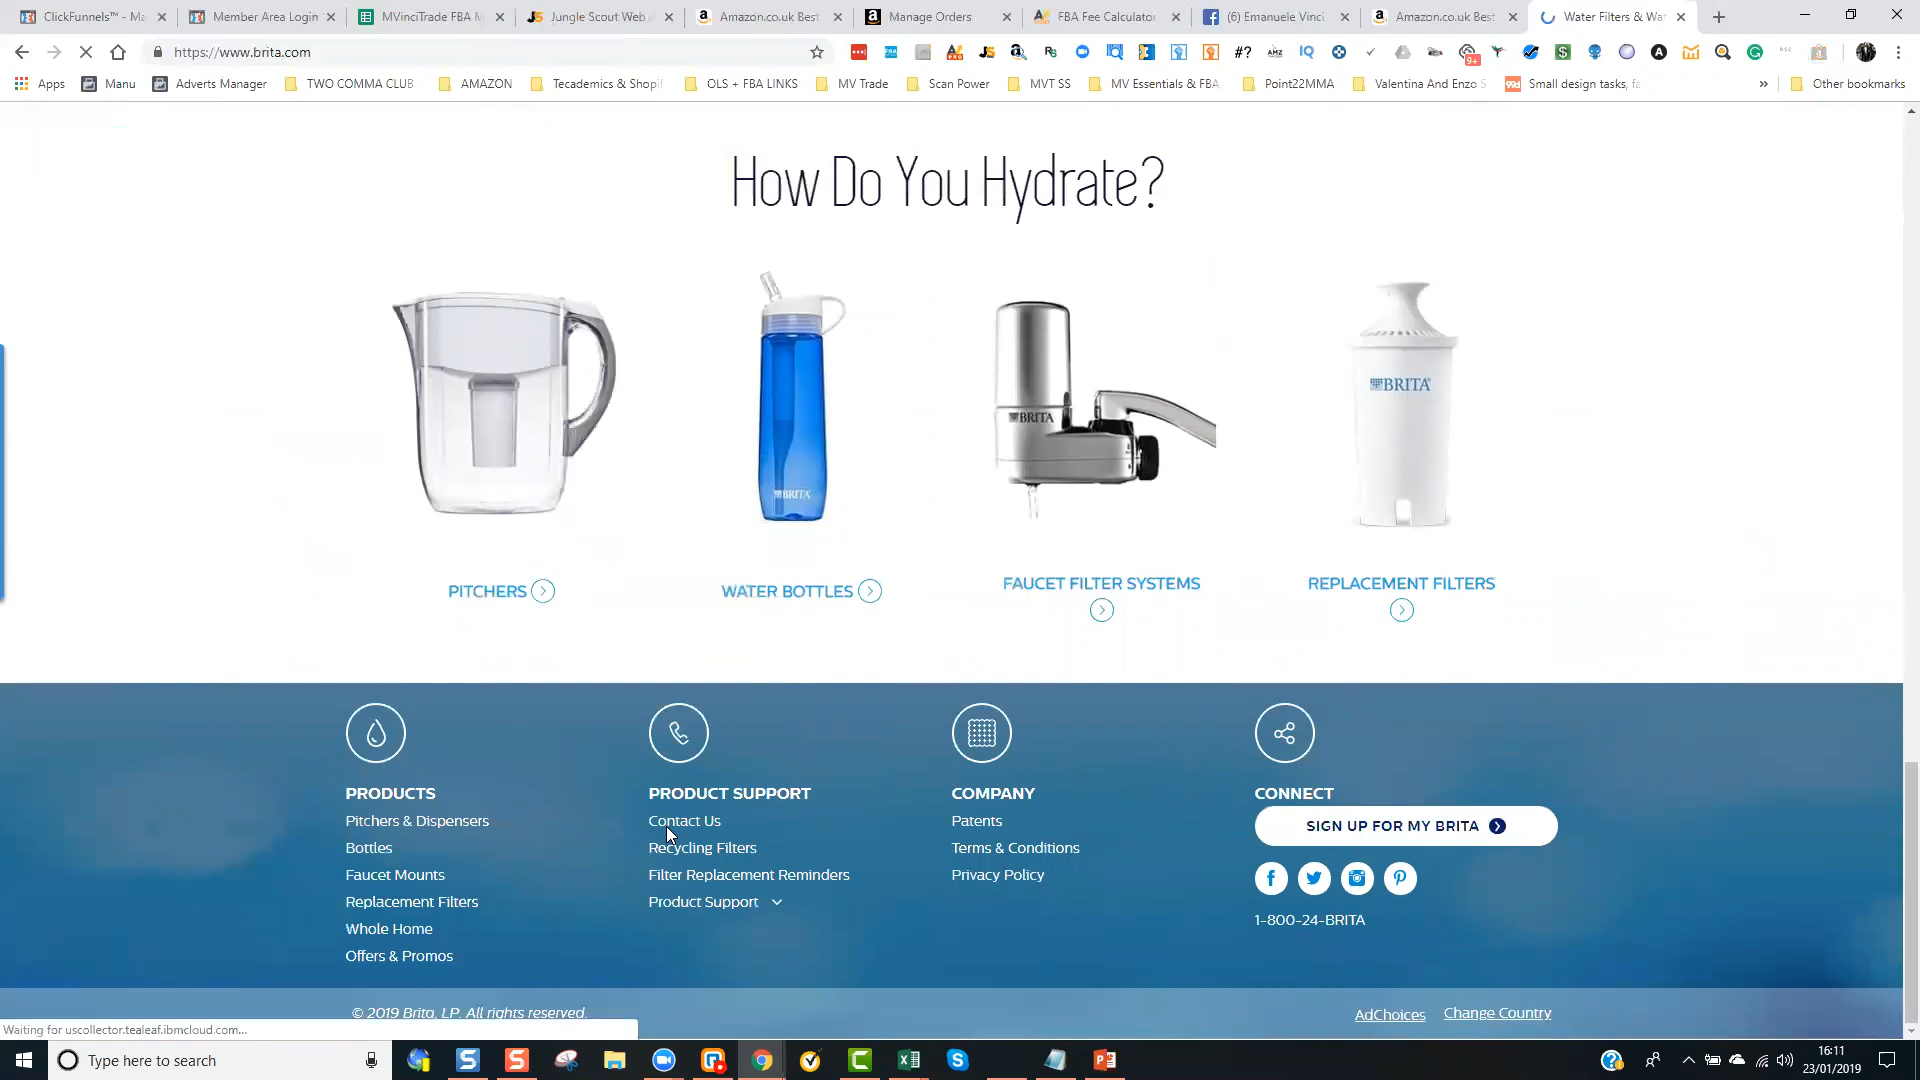 ClickFunnels™ - Ma
Member Area Login
MVinciTrade FBA M
Jungle Scout Web A
Amazon.co.uk Best
Manage Orders
FBA Fee Calculator
(6) Emanuele Vinci
Amazon.co.uk Best
Water Filters & Wat
https://www.brita.com
Apps
Manu
Adverts Manager
TWO COMMA CLUB
AMAZON
Tecademics & Shopif
OLS + FBA LINKS
MV Trade
Scan Power
MVT SS
MV Essentials & FBA
Point22MMA
Valentina And Enzo S
Small design tasks, fa
»
Other bookmarks
How Do You Hydrate?
BRITA
BRITA
BRITA
PITCHERS
WATER BOTTLES
FAUCET FILTER SYSTEMS
REPLACEMENT FILTERS
PRODUCTS
Pitchers & Dispensers
Bottles
Faucet Mounts
Replacement Filters
Whole Home
Offers & Promos
PRODUCT SUPPORT
Contact Us
Recycling Filters
Filter Replacement Reminders
Product Support
COMPANY
Patents
Terms & Conditions
Privacy Policy
CONNECT
SIGN UP FOR MY BRITA
1-800-24-BRITA
© 2019 Brita, LP. All rights reserved.
AdChoices
Change Country
Waiting for uscollector.tealeaf.ibmcloud.com...
Type here to search
16:11
23/01/2019